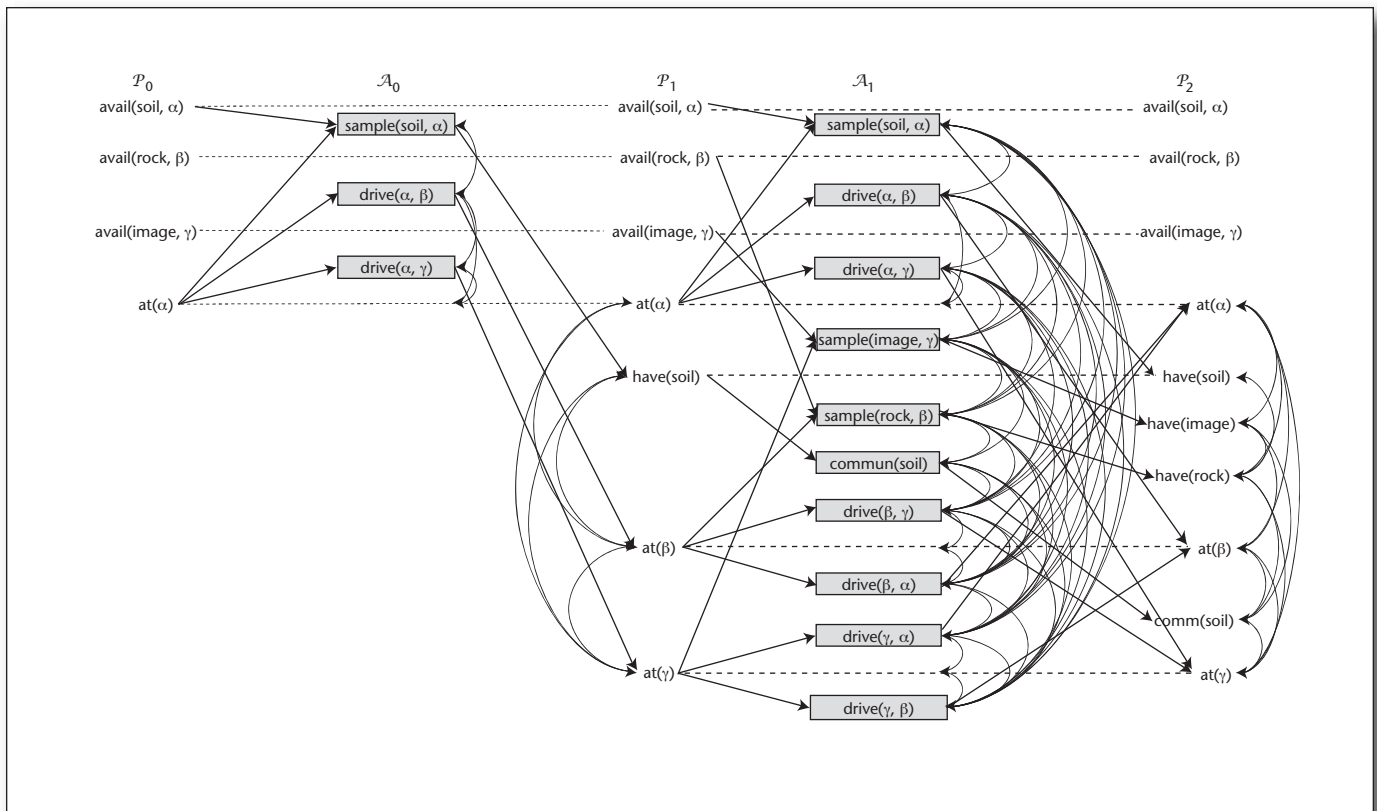 𝒫0 𝒜0 𝒫1 𝒜1 𝒫2
avail(soil, α) avail(soil, α) avail(soil, α)
sample(soil, α) sample(soil, α)
avail(rock, β) avail(rock, β) avail(rock, β)
drive(α, β) drive(α, β)
avail(image, γ) avail(image, γ) avail(image, γ)
drive(α, γ) drive(α, γ)
at(α) at(α) at(α)
sample(image, γ)
have(soil) have(soil)
sample(rock, β) have(image)
commun(soil) have(rock)
drive(β, γ)
at(β) at(β)
drive(β, α)
drive(γ, α) comm(soil)
at(γ) at(γ)
drive(γ, β)